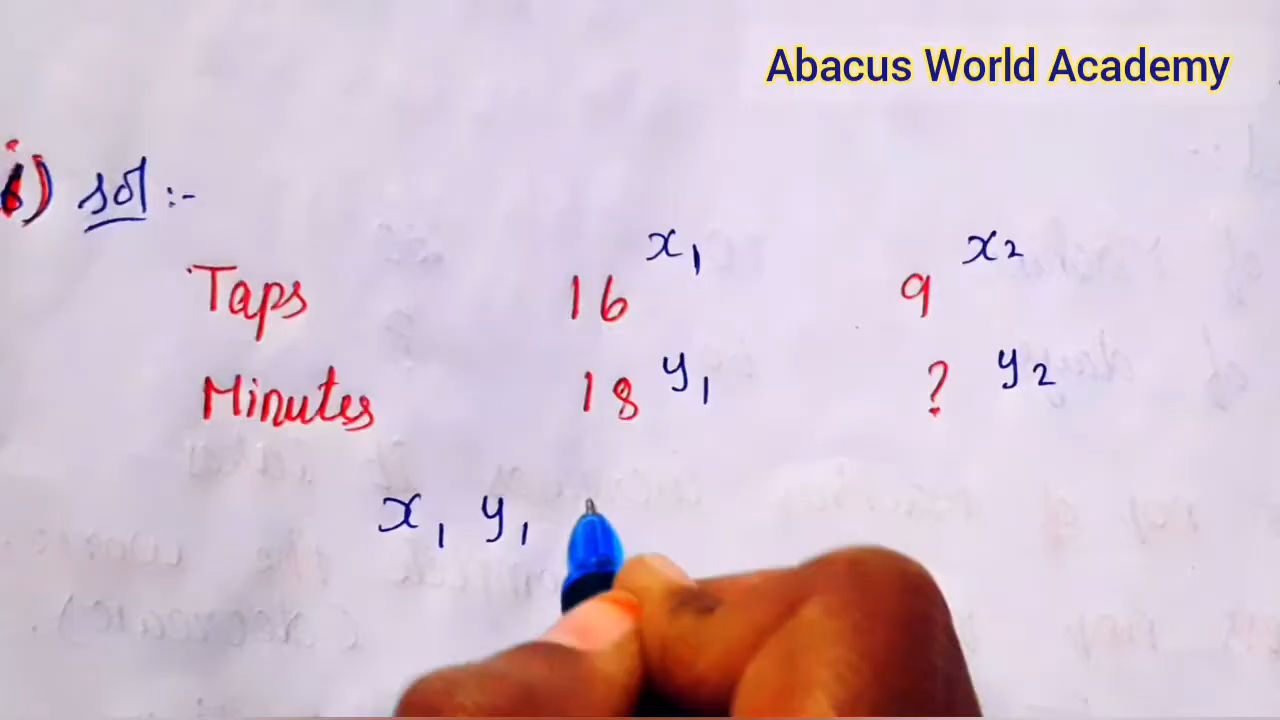 Abacus World Academy
i) sol :-
x1 x2
Taps 16 9
Minutes 18 y1 ? y2
x1 y1